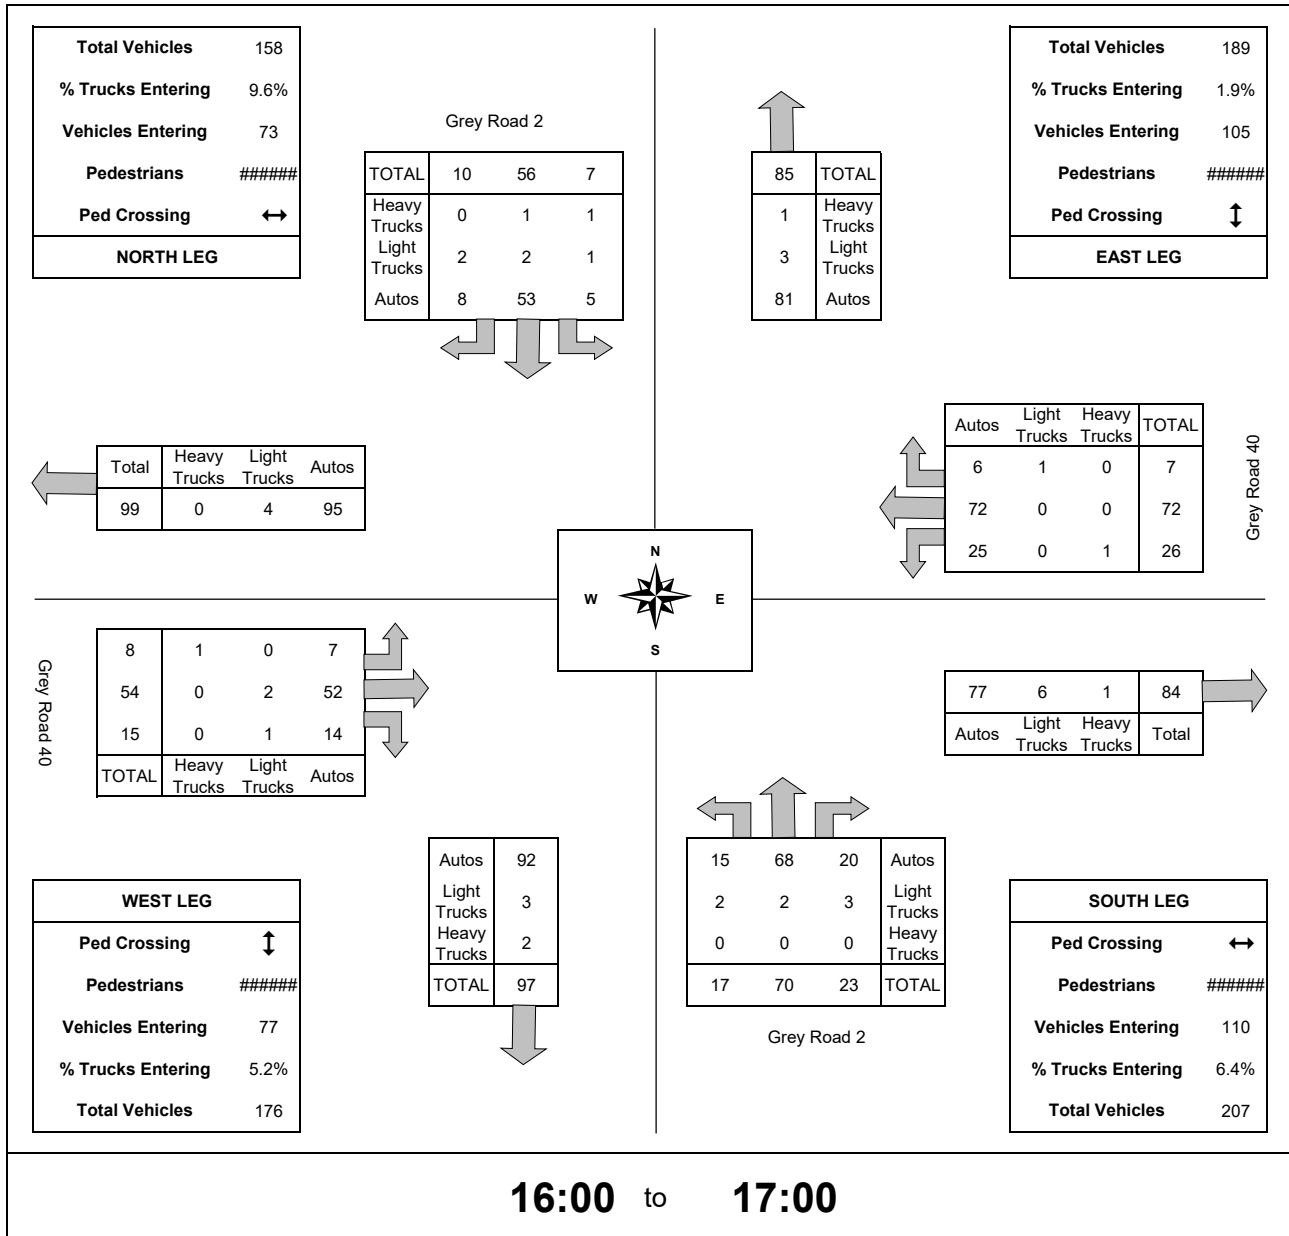 Total Vehicles 158
% Trucks Entering 9.6%
Vehicles Entering 73
Pedestrians ######
Ped Crossing ↔
NORTH LEG
Grey Road 2
TOTAL 10 56 7
Heavy Trucks 0 1 1
Light Trucks 2 2 1
Autos 8 53 5
85 TOTAL
1 Heavy Trucks
3 Light Trucks
81 Autos
Total Vehicles 189
% Trucks Entering 1.9%
Vehicles Entering 105
Pedestrians ######
Ped Crossing ↕
EAST LEG
Total Heavy Trucks Light Trucks Autos
99 0 4 95
Autos Light Trucks Heavy Trucks TOTAL
6 1 0 7
72 0 0 72
25 0 1 26
Grey Road 40
N
W E
S
Grey Road 40
8 1 0 7
54 0 2 52
15 0 1 14
TOTAL Heavy Trucks Light Trucks Autos
77 6 1 84
Autos Light Trucks Heavy Trucks Total
Autos 92
Light Trucks 3
Heavy Trucks 2
TOTAL 97
15 68 20 Autos
2 2 3 Light Trucks
0 0 0 Heavy Trucks
17 70 23 TOTAL
Grey Road 2
WEST LEG
Ped Crossing ↕
Pedestrians ######
Vehicles Entering 77
% Trucks Entering 5.2%
Total Vehicles 176
SOUTH LEG
Ped Crossing ↔
Pedestrians ######
Vehicles Entering 110
% Trucks Entering 6.4%
Total Vehicles 207
16:00 to 17:00